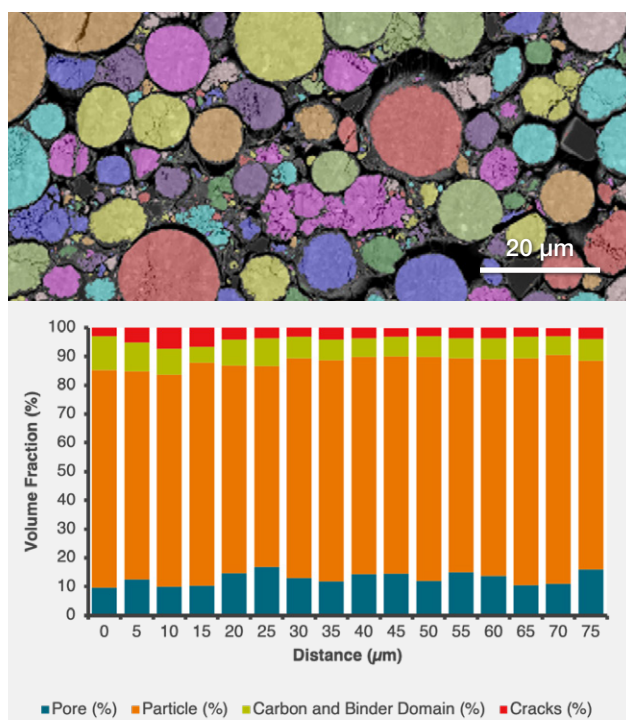 20 µm
100
90
80
70
60
50
40
30
20
10
0
Volume Fraction (%)
0 5 10 15 20 25 30 35 40 45 50 55 60 65 70 75
Distance (µm)
Pore (%) Particle (%) Carbon and Binder Domain (%) Cracks (%)